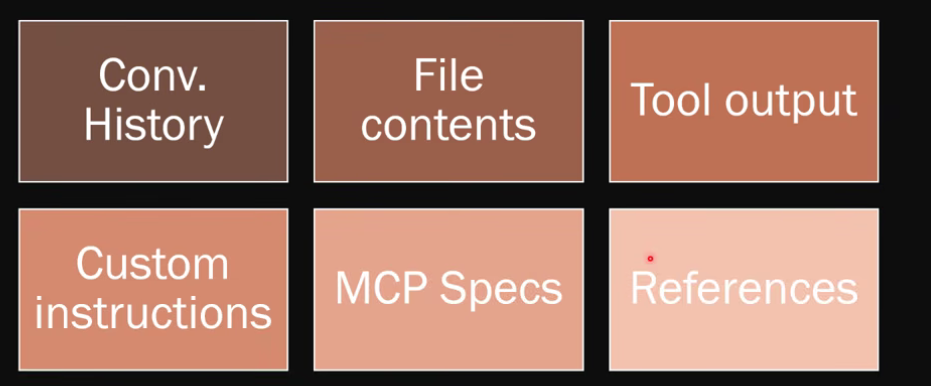 Conv.
History
File
contents
Tool output
Custom
instructions
MCP Specs
References